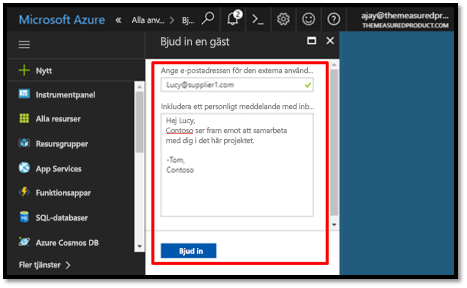 Microsoft Azure
Alla anv...
Bj...
2
ajay@themeasuredprodu...
THEMEASUREDPRODUCT.COM
Bjud in en gäst
Nytt
Instrumentpanel
Alla resurser
Resursgrupper
App Services
Funktionsappar
SQL-databaser
Azure Cosmos DB
Fler tjänster
Ange e-postadressen för den externa använd...
Lucy@supplier1.com
Inkludera ett personligt meddelande med inb...
Hej Lucy,
Contoso ser fram emot att samarbeta
med dig i det här projektet.
-Tom,
Contoso
Bjud in